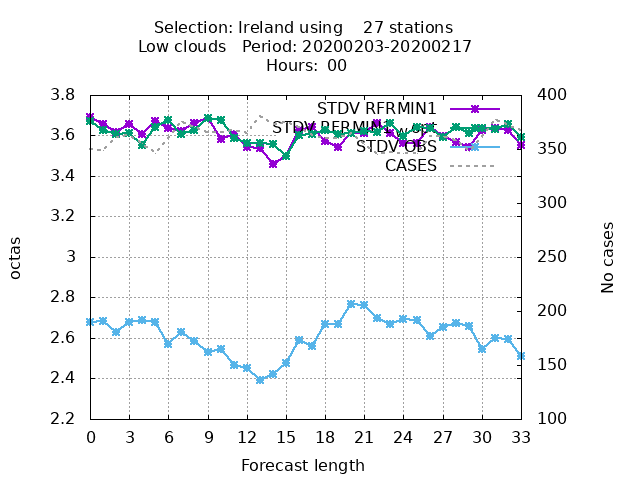 Selection: Ireland using 27 stations
Low clouds Period: 20200203-20200217
Hours: 00
3.8
3.6
3.4
3.2
3
2.8
2.6
2.4
2.2
octas
400
350
300
250
200
150
100
No cases
STDV RFRMIN1
STDV
STDV OBS
CASES
0 3 6 9 12 15 18 21 24 27 30 33
Forecast length